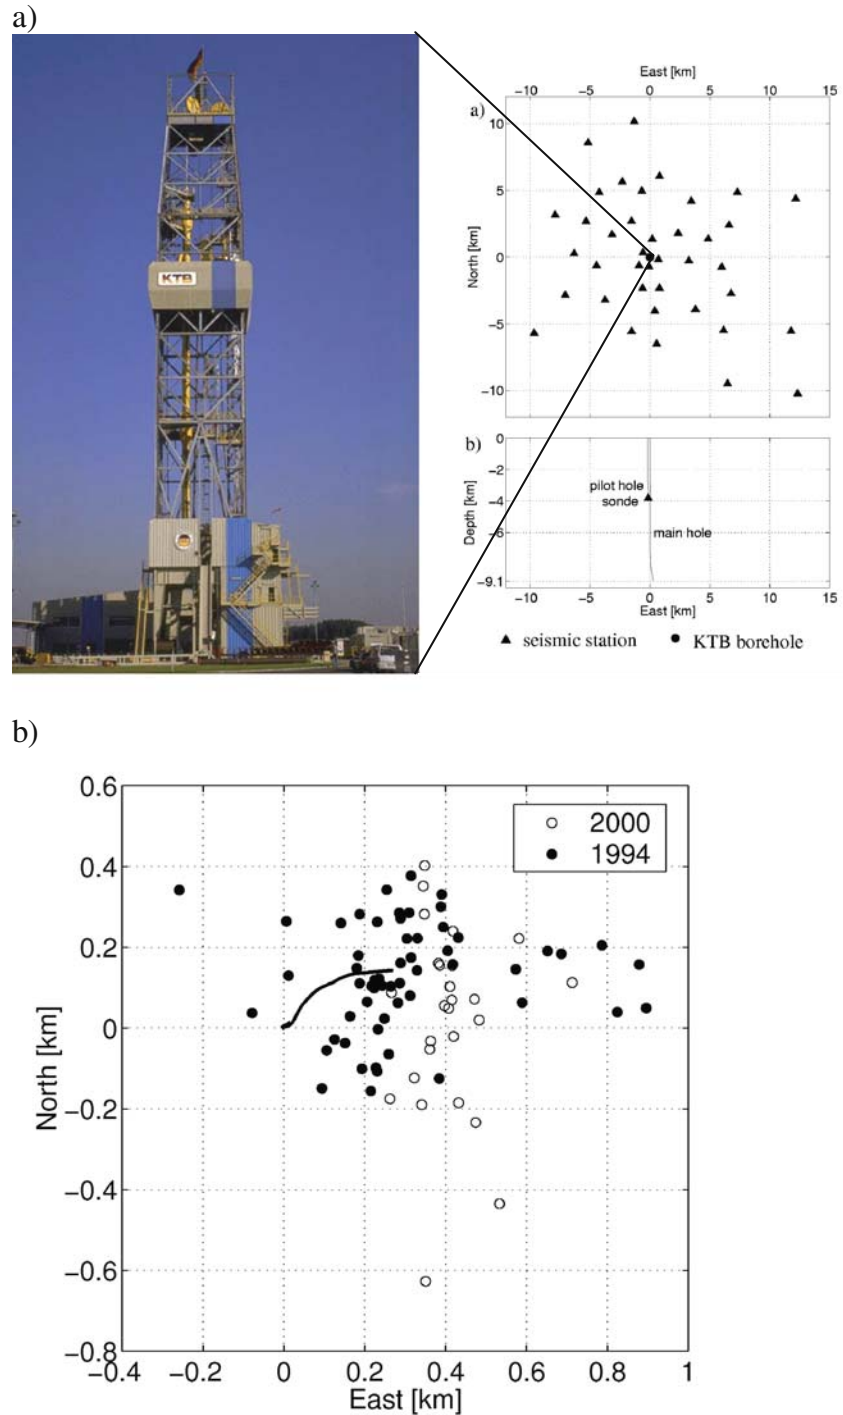 a)
KTB
East [km]
−10 −5 0 5 10 15
a)
10
5
0
−5
−10
North [km]
b)
0
−2
−4
−6
−9.1
Depth [km]
pilot hole
sonde
main hole
−10 −5 0 5 10 15
East [km]
seismic station KTB borehole
b)
0.6
0.4
0.2
0
−0.2
−0.4
−0.6
−0.8
North [km]
2000
1994
−0.4 −0.2 0 0.2 0.4 0.6 0.8 1
East [km]